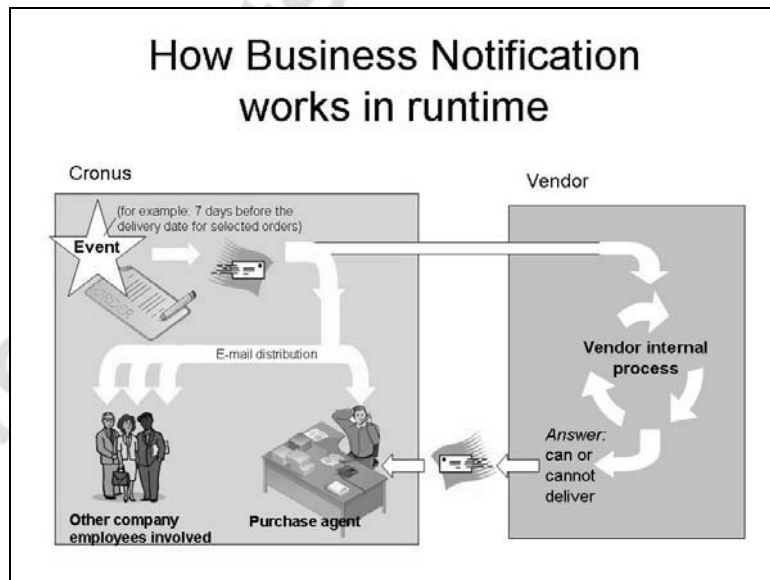 How Business Notification
works in runtime
Cronus
Vendor
(for example: 7 days before the
delivery date for selected orders)
Event
ORDER
E-mail distribution
Vendor internal
process
Answer:
can or
cannot
deliver
Other company
employees involved
Purchase agent